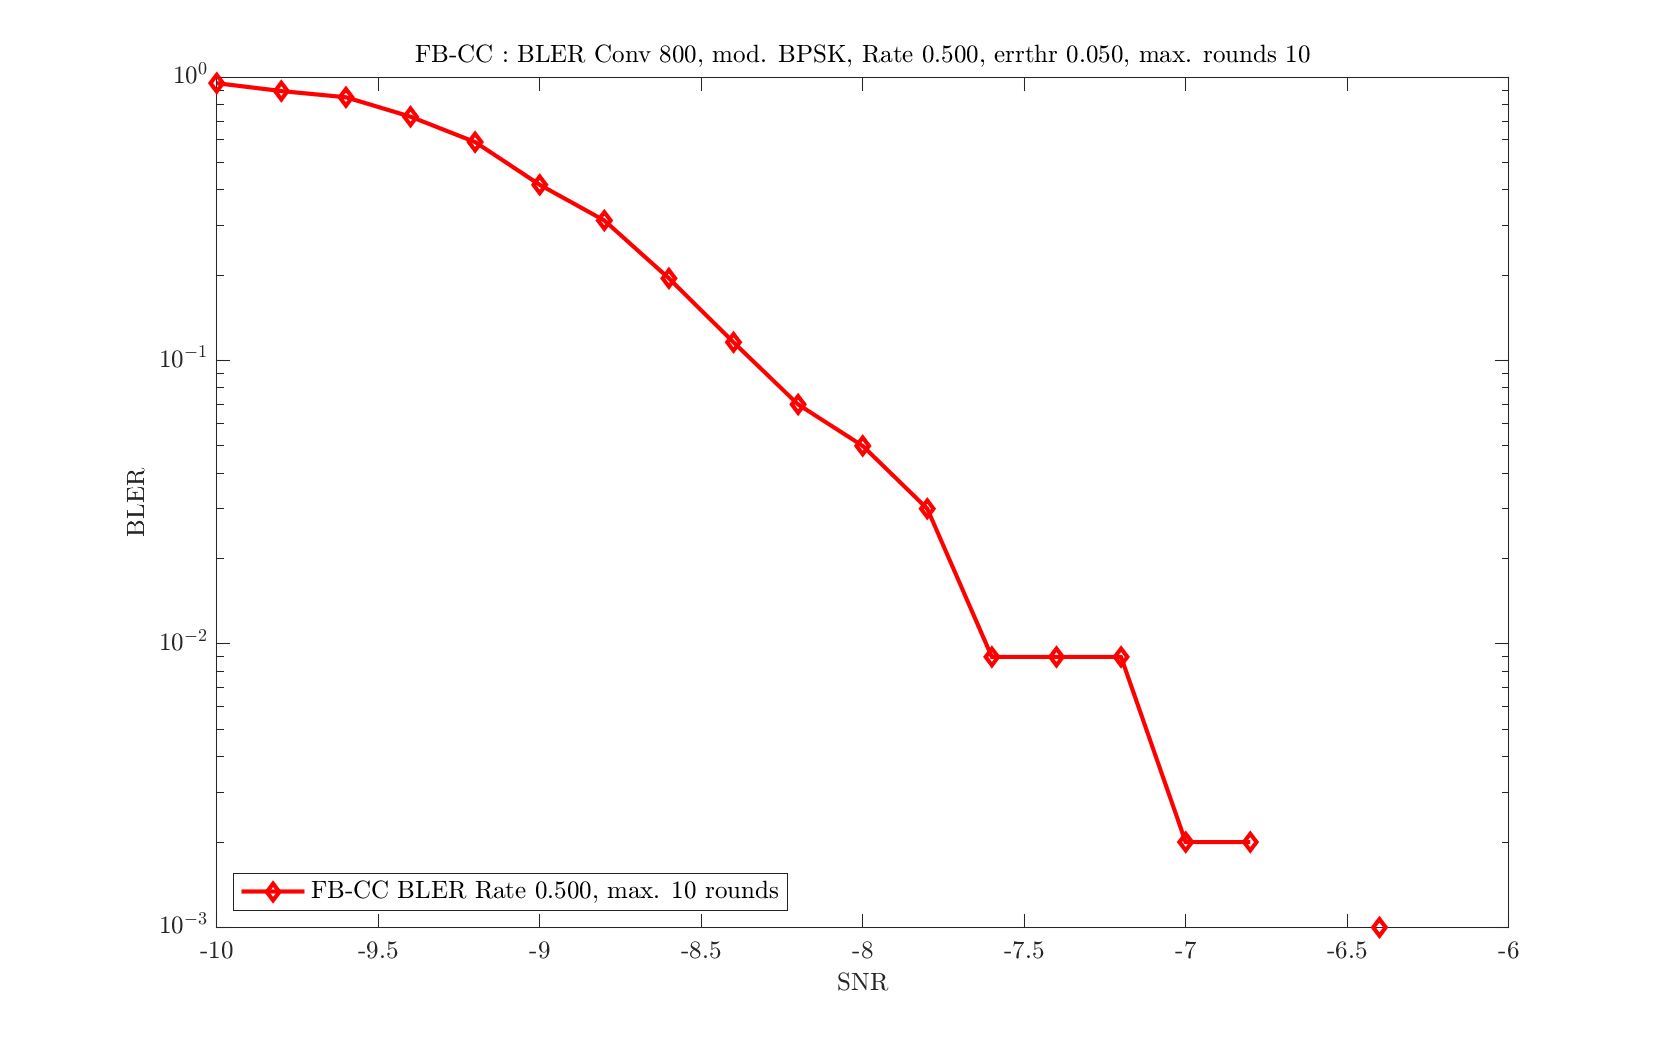 FB-CC : BLER Conv 800, mod. BPSK, Rate 0.500, errthr 0.050, max. rounds 10
10^0
10^-1
10^-2
10^-3
BLER
FB-CC BLER Rate 0.500, max. 10 rounds
-10 -9.5 -9 -8.5 -8 -7.5 -7 -6.5 -6
SNR